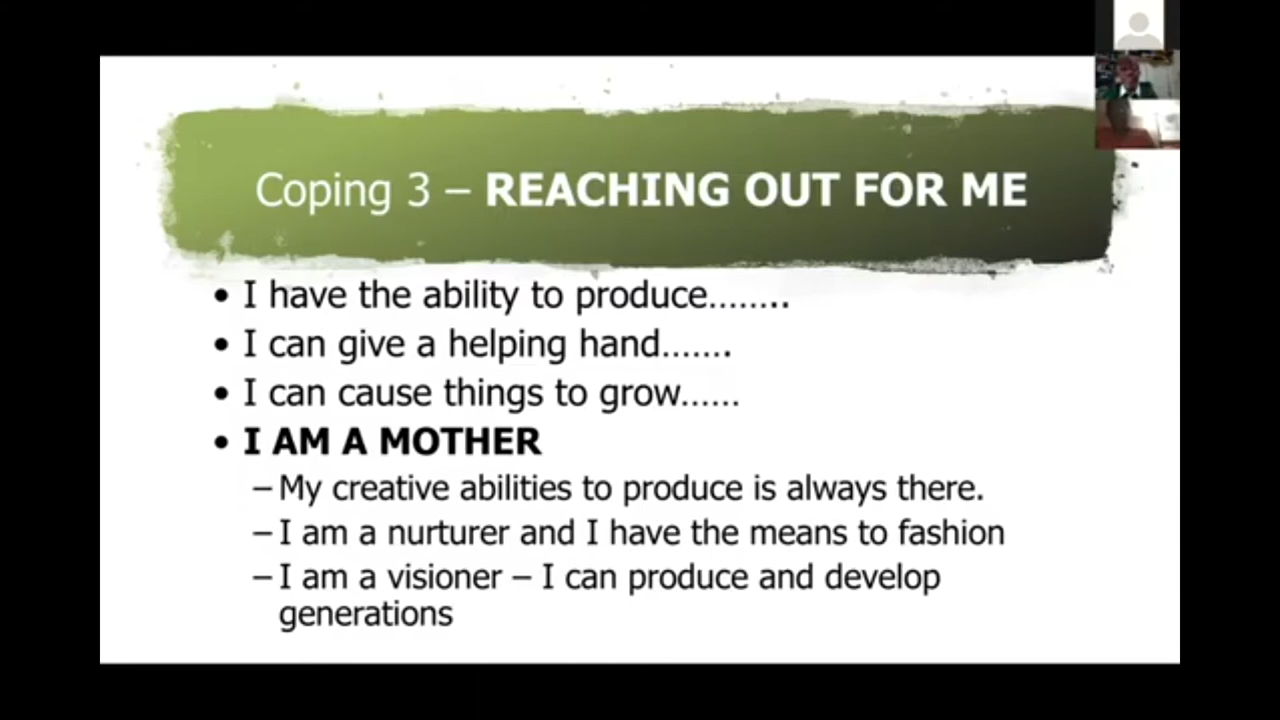 Coping 3 – REACHING OUT FOR ME
• I have the ability to produce……..
• I can give a helping hand…….
• I can cause things to grow……
• I AM A MOTHER
– My creative abilities to produce is always there.
– I am a nurturer and I have the means to fashion
– I am a visioner – I can produce and develop
generations